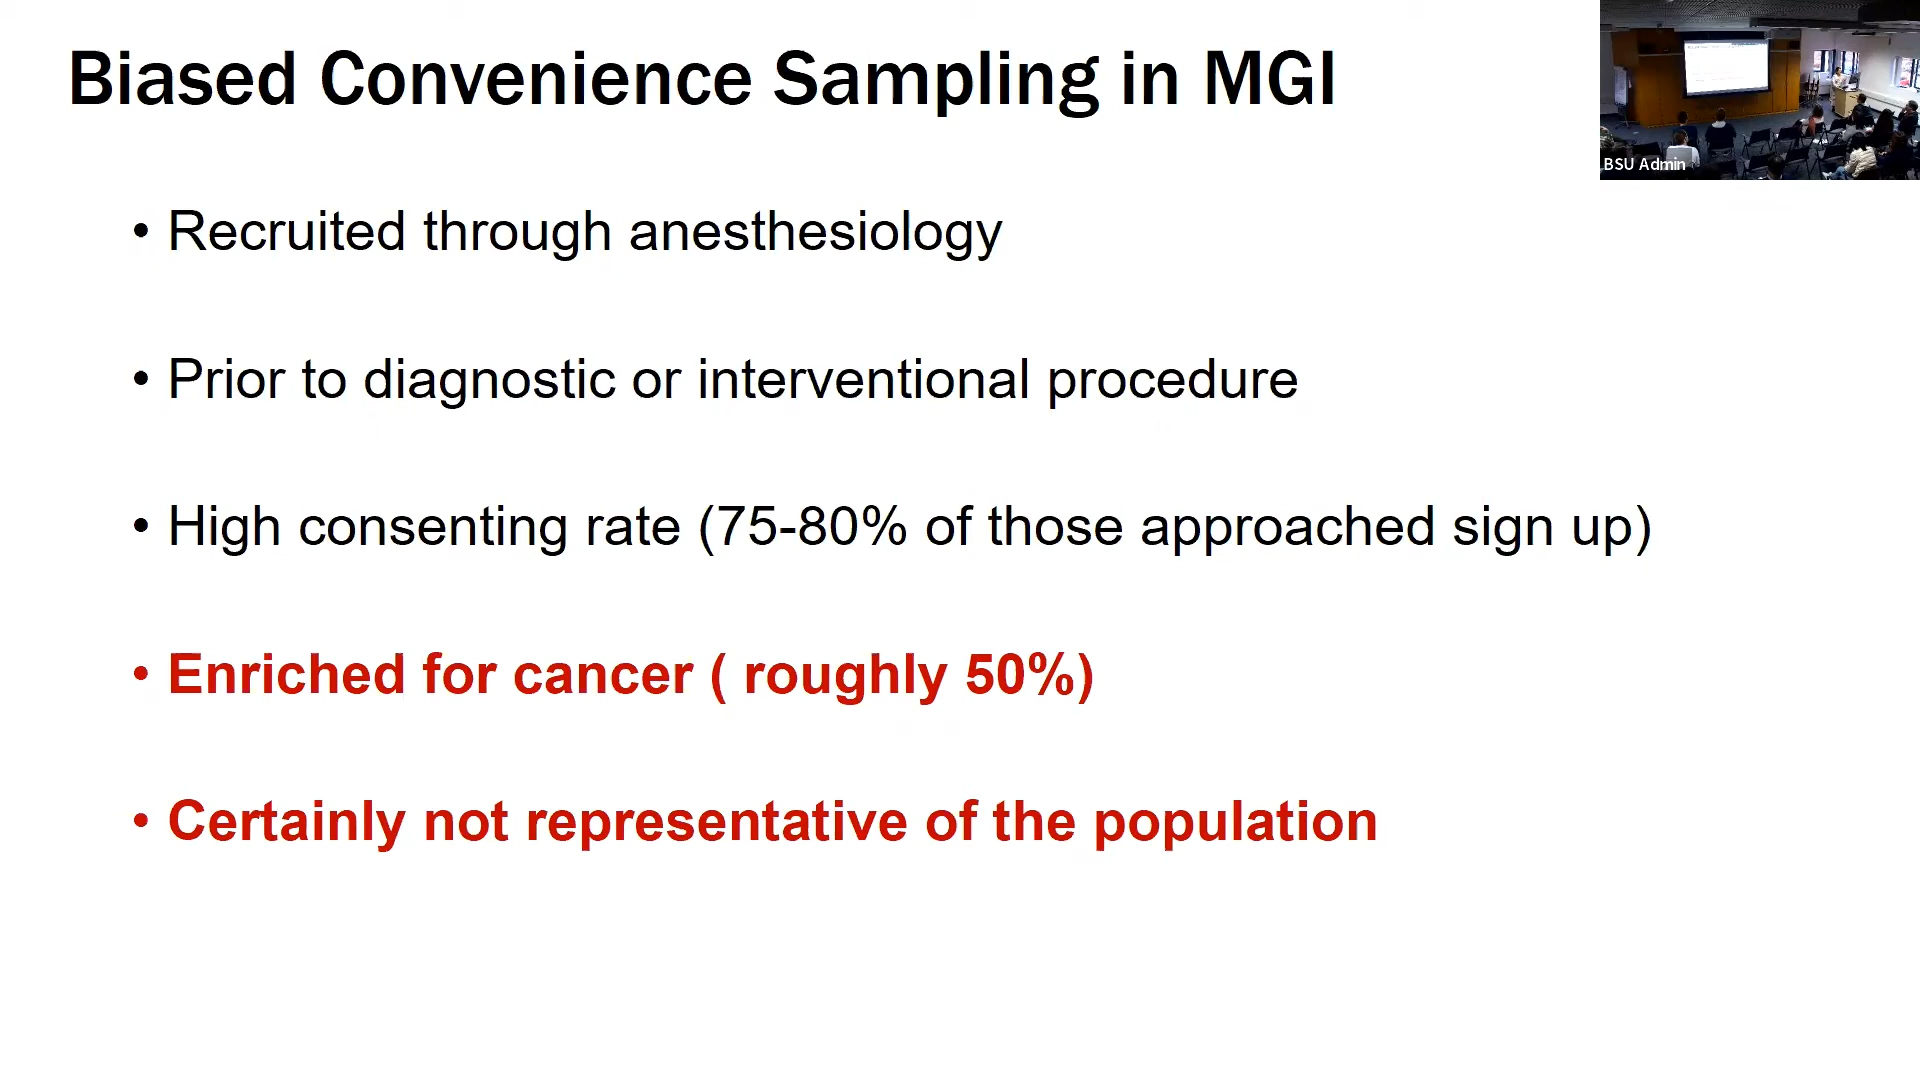 Biased Convenience Sampling in MGI
BSU Admin
• Recruited through anesthesiology
• Prior to diagnostic or interventional procedure
• High consenting rate (75-80% of those approached sign up)
• Enriched for cancer ( roughly 50%)
• Certainly not representative of the population